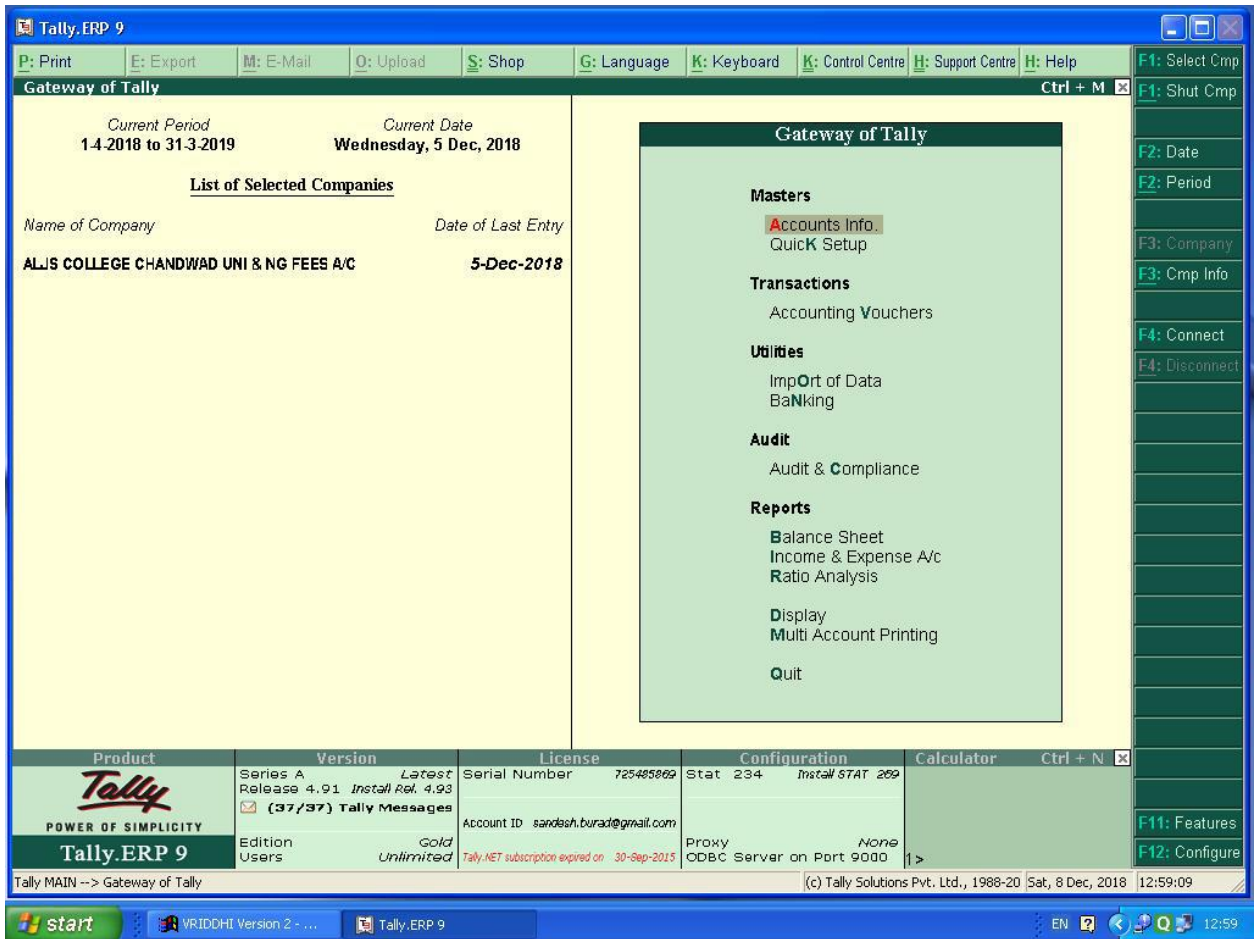 Tally.ERP 9
P: Print E: Export M: E-Mail O: Upload S: Shop G: Language K: Keyboard K: Control Centre H: Support Centre H: Help
Gateway of Tally Ctrl + M
Current Period Current Date
1-4-2018 to 31-3-2019 Wednesday, 5 Dec, 2018
List of Selected Companies
Name of Company Date of Last Entry
ALJS COLLEGE CHANDWAD UNI & NG FEES A/C 5-Dec-2018
Gateway of Tally
Masters
Accounts Info.
QuicK Setup
Transactions
Accounting Vouchers
Utilities
ImpOrt of Data
BaNking
Audit
Audit & Compliance
Reports
Balance Sheet
Income & Expense A/c
Ratio Analysis
Display
Multi Account Printing
Quit
F1: Select Cmp
F1: Shut Cmp
F2: Date
F2: Period
F3: Company
F3: Cmp Info
F4: Connect
F4: Disconnect
F11: Features
F12: Configure
Product
Tally
POWER OF SIMPLICITY
Tally.ERP 9
Version
Series A Latest
Release 4.91 Install Rel. 4.93
(37/37) Tally Messages
Edition Gold
Users Unlimited
License
Serial Number 725485869
Account ID sandesh.burad@gmail.com
Tally.NET subscription expired on 30-Sep-2015
Configuration
Stat 234 Install STAT 269
Proxy None
ODBC Server on Port 9000
Calculator Ctrl + N
1>
Tally MAIN --> Gateway of Tally (c) Tally Solutions Pvt. Ltd., 1988-20 Sat, 8 Dec, 2018 12:59:09
start VRIDDHI Version 2 - ... Tally.ERP 9 EN 12:59